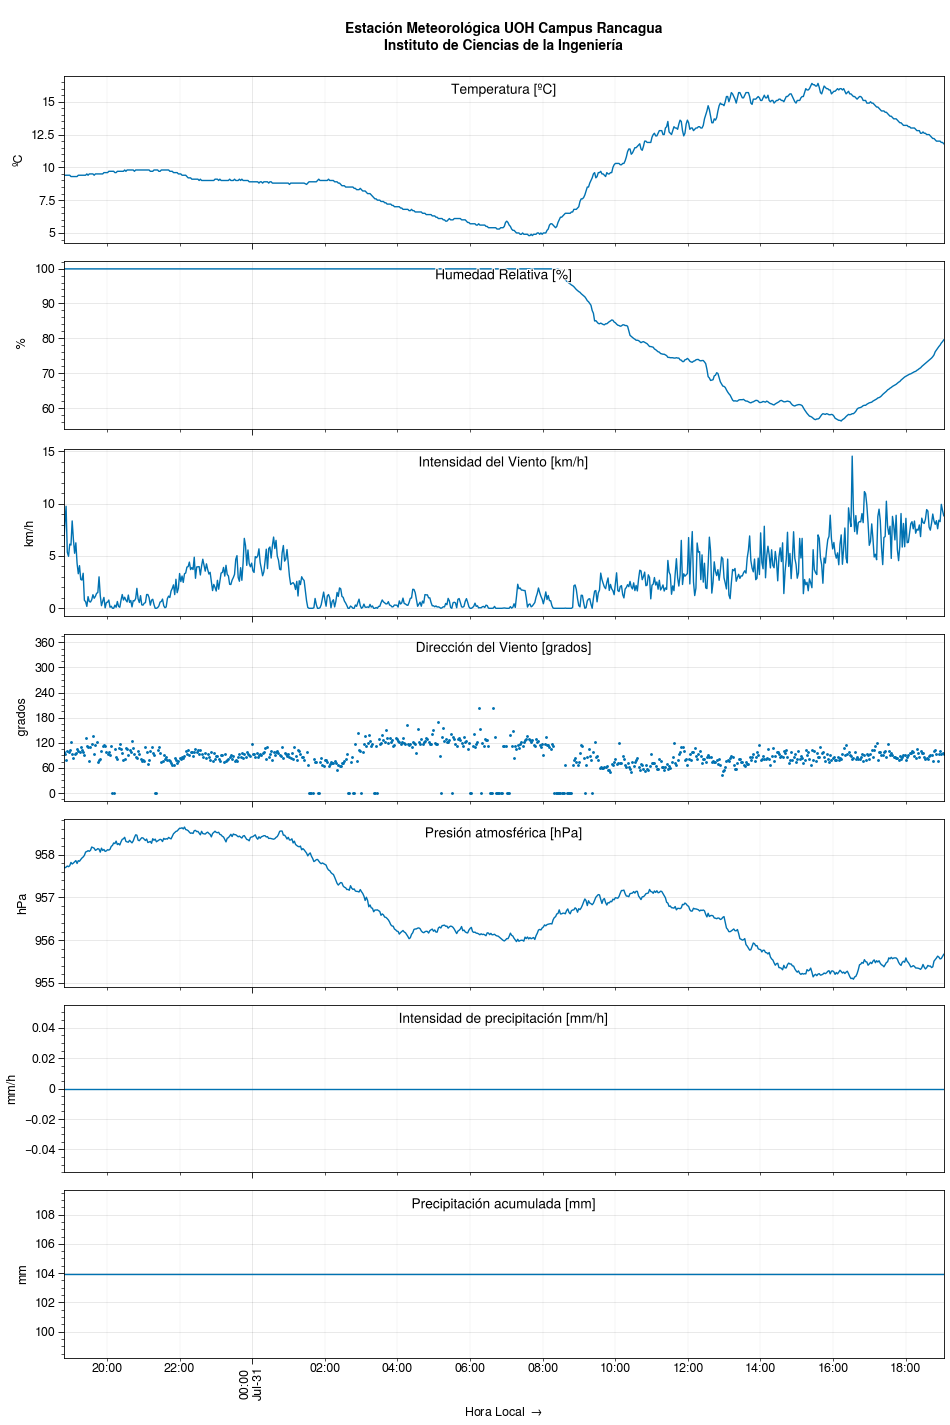 Estación Meteorológica UOH Campus Rancagua
Instituto de Ciencias de la Ingeniería
Temperatura [ºC]
15
12.5
10
7.5
5
ºC
Humedad Relativa [%]
100
90
80
70
60
%
Intensidad del Viento [km/h]
15
10
5
0
km/h
Dirección del Viento [grados]
360
300
240
180
120
60
0
grados
Presión atmosférica [hPa]
958
957
956
955
hPa
Intensidad de precipitación [mm/h]
0.04
0.02
0
−0.02
−0.04
mm/h
Precipitación acumulada [mm]
108
106
104
102
100
mm
20:00 22:00 00:00 02:00 04:00 06:00 08:00 10:00 12:00 14:00 16:00 18:00
Jul-31
Hora Local →